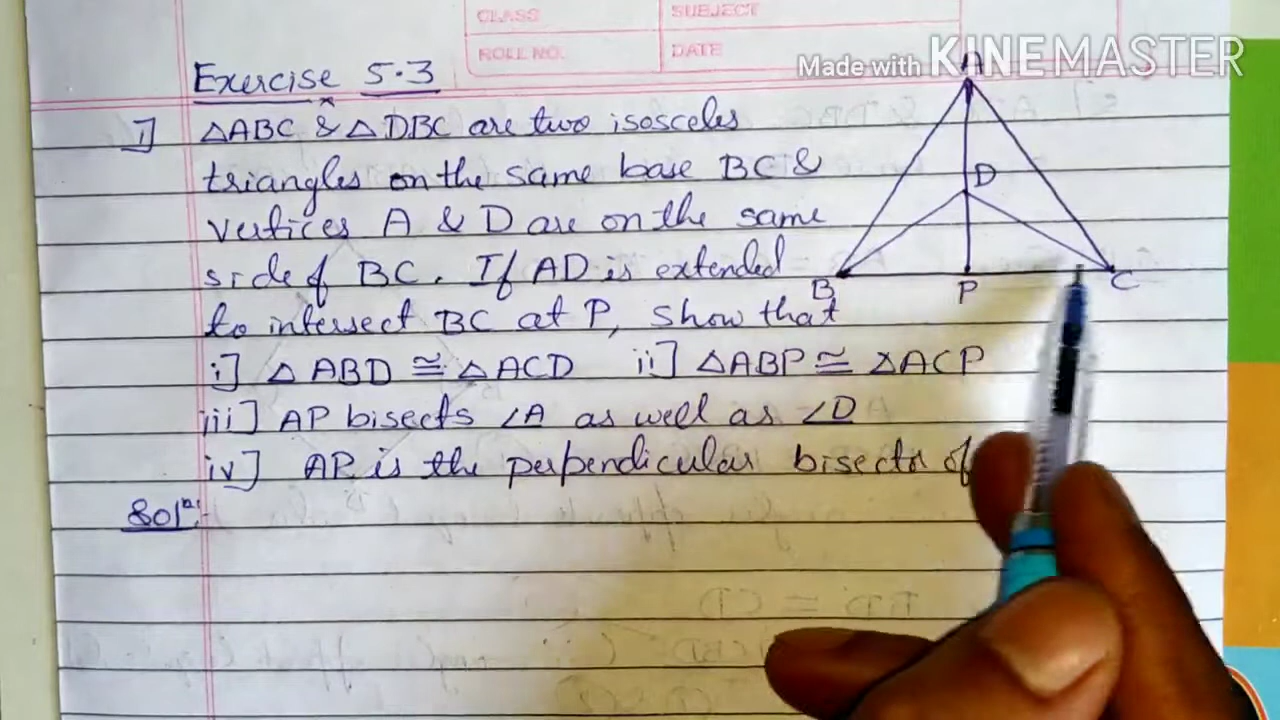 CLASS SUBJECT
ROLL NO. DATE
Made with KINEMASTER
Exercise 5.3
1] △ABC & △DBC are two isosceles
triangles on the same base BC &
vertices A & D are on the same
side of BC. If AD is extended
to intersect BC at P, show that
i] △ABD ≅ △ACD ii] △ABP ≅ △ACP
iii] AP bisects ∠A as well as ∠D
iv] AP is the perpendicular bisector of
Solⁿ:-
A
D
B P C